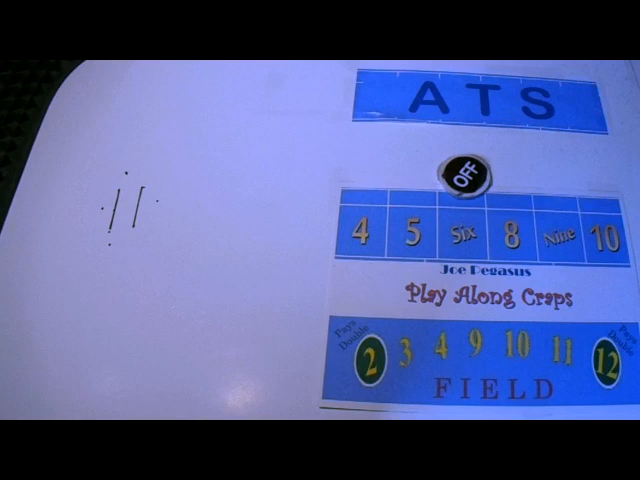 ATS
OFF
4 5 Six 8 Nine 10
Joe Pegasus
Play Along Craps
Pays Double 2 3 4 9 10 11 12 Pays Double
FIELD
11